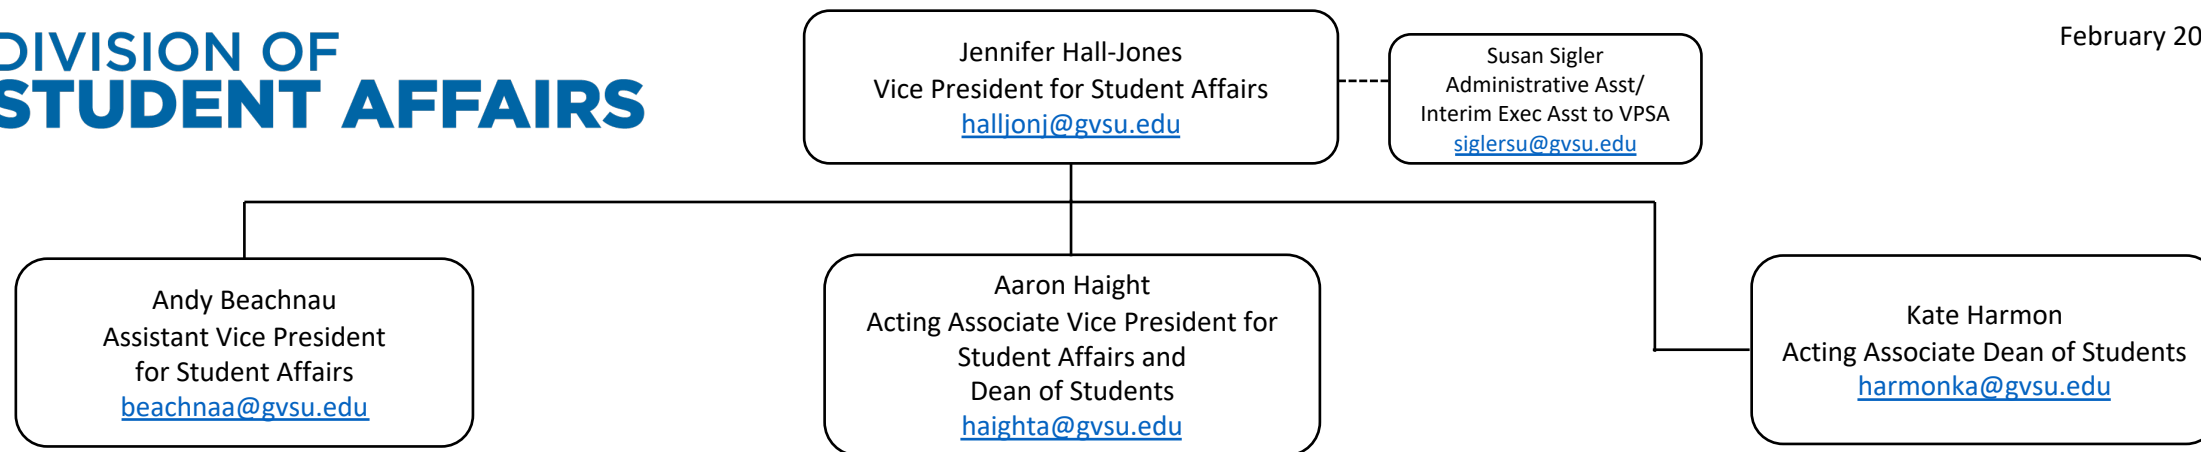 DIVISION OF
STUDENT AFFAIRS
Jennifer Hall-Jones
Vice President for Student Affairs
halljonj@gvsu.edu
Susan Sigler
Administrative Asst/
Interim Exec Asst to VPSA
siglersu@gvsu.edu
February 20
Andy Beachnau
Assistant Vice President
for Student Affairs
beachnaa@gvsu.edu
Aaron Haight
Acting Associate Vice President for
Student Affairs and
Dean of Students
haighta@gvsu.edu
Kate Harmon
Acting Associate Dean of Students
harmonka@gvsu.edu